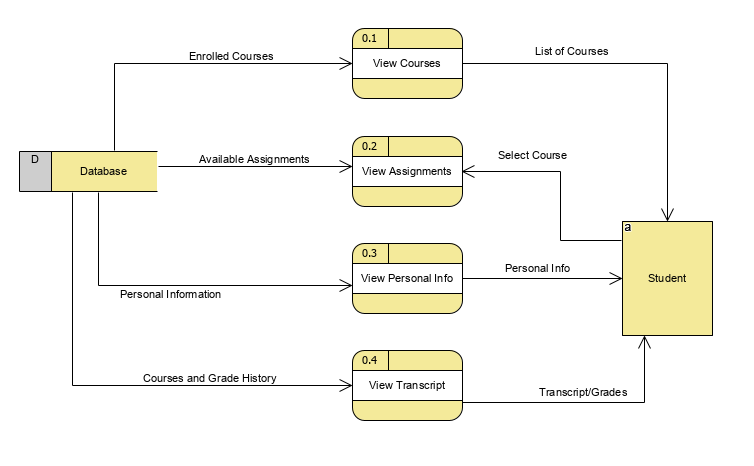 0.1
Enrolled Courses
View Courses
List of Courses
D
Database
0.2
Available Assignments
View Assignments
Select Course
a
Student
0.3
View Personal Info
Personal Info
Personal Information
0.4
Courses and Grade History
View Transcript
Transcript/Grades